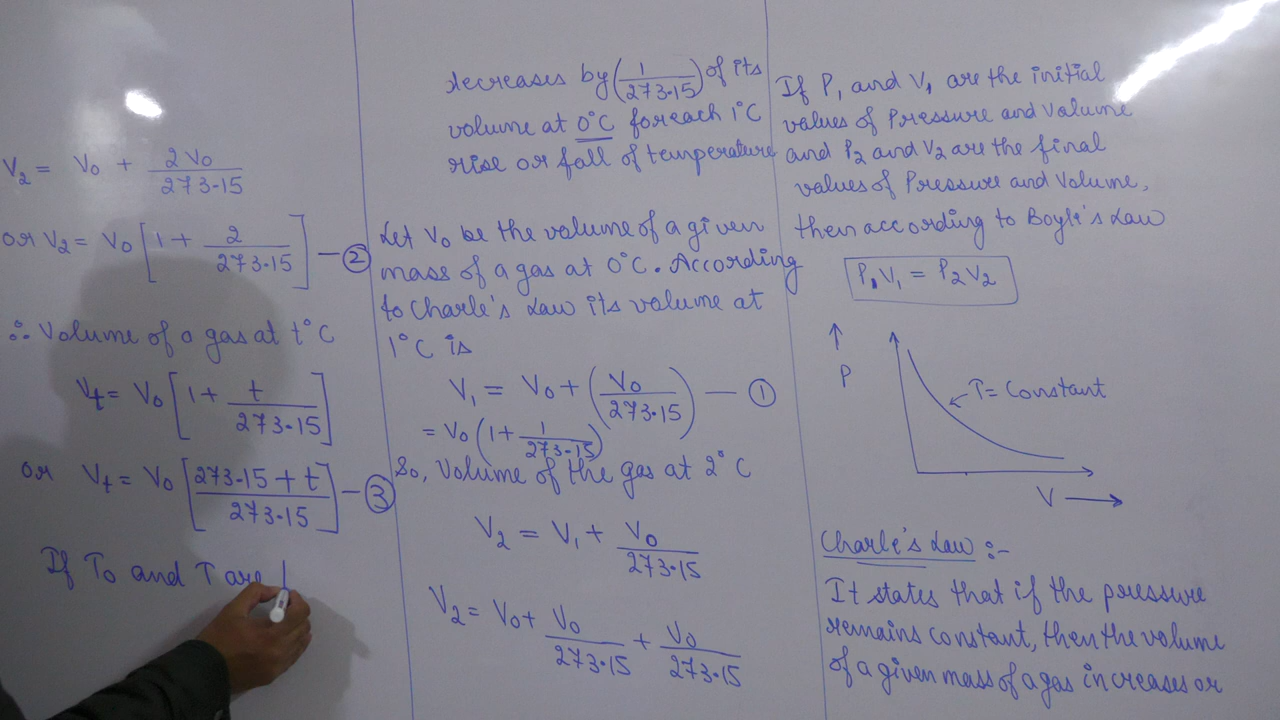 If P₁ and V₁ are the initial
values of Pressure and Volume
and P₂ and V₂ are the final
values of Pressure and Volume,
then according to Boyle's Law
P₁V₁ = P₂V₂
↑
P
T = Constant
V →
Charle's Law :-
It states that if the pressure
remains constant, then the volume
of a given mass of a gas increases or
decreases by (1/273.15) of its
volume at 0°C for each 1°C
rise or fall of temperature
Let V₀ be the volume of a given
mass of a gas at 0°C. According
to Charle's Law its volume at
1°C is
V₁ = V₀ + (V₀/273.15) — ①
= V₀ (1 + 1/273.15)
So, Volume of the gas at 2°C
V₂ = V₁ + V₀/273.15
V₂ = V₀ + V₀/273.15 + V₀/273.15
V₂ = V₀ + 2V₀/273.15
or V₂ = V₀ [1 + 2/273.15] — ②
∴ Volume of a gas at t°C
Vt = V₀ [1 + t/273.15]
or Vt = V₀ [273.15 + t/273.15] — ③
If T₀ and T are